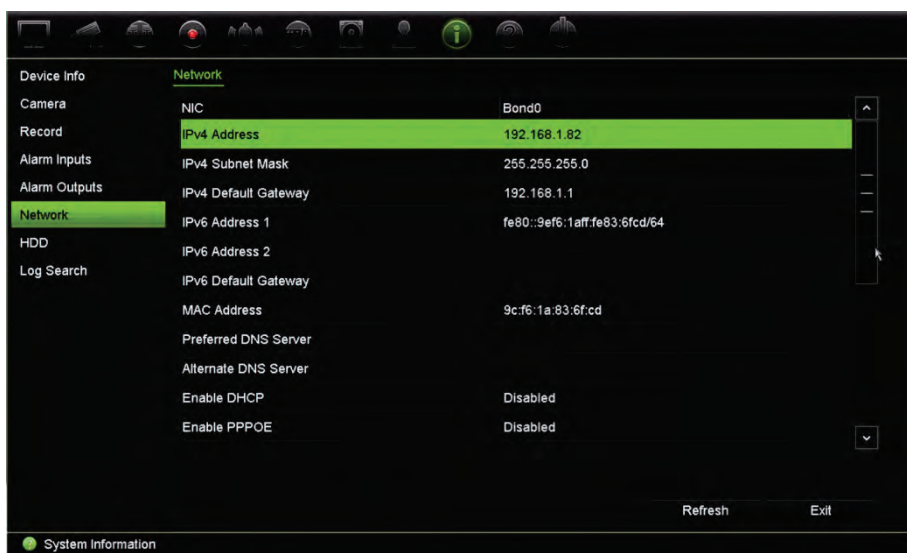 Device Info
Camera
Record
Alarm Inputs
Alarm Outputs
Network
HDD
Log Search
Network
NIC Bond0
IPv4 Address 192.168.1.82
IPv4 Subnet Mask 255.255.255.0
IPv4 Default Gateway 192.168.1.1
IPv6 Address 1 fe80::9ef6:1aff:fe83:6fcd/64
IPv6 Address 2
IPv6 Default Gateway
MAC Address 9c:f6:1a:83:6f:cd
Preferred DNS Server
Alternate DNS Server
Enable DHCP Disabled
Enable PPPOE Disabled
Refresh Exit
System Information